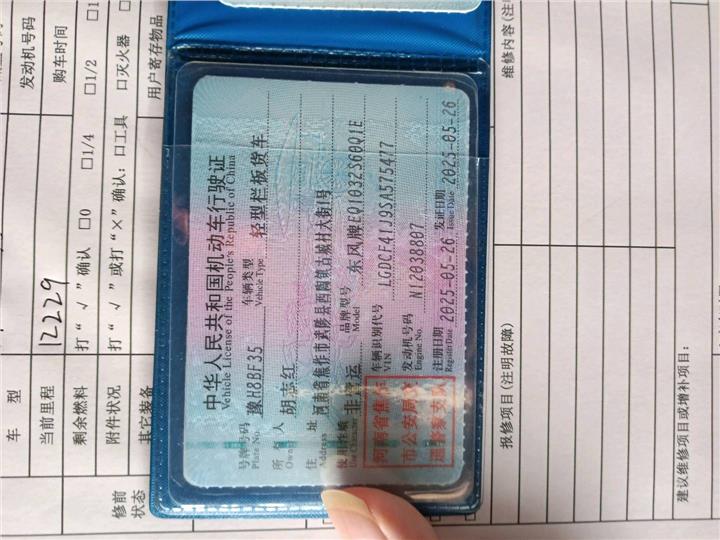 中华人民共和国机动车行驶证
Vehicle License of the People's Republic of China
号牌号码 豫H8BF35 车辆类型 轻型栏板货车
Plate No. Vehicle Type
所有人 胡志红
Owner
住址 河南省焦作市武陟县西陶镇古城村大街1号
Address
使用性质 非营运 品牌型号 东风牌EQ1032S60Q1E
Use Character Model
河南省焦作
市公安局交
通警察支队
车辆识别代号 LGDCF41J9SA575477
VIN
发动机号码 N12038807
Engine No.
注册日期 2025-05-26 发证日期 2025-05-26
Register Date Issue Date
发动机号码
购车时间
车型
当前里程 12229
剩余燃料 打“√”确认 □0 □1/4 □1/2
附件状况 打“√”或打“×”确认：□工具 □灭火器
其它装备
用户寄存物品
修前
状态
报修项目(注明故障)
维修内容(注明
建议维修项目或增补项目：